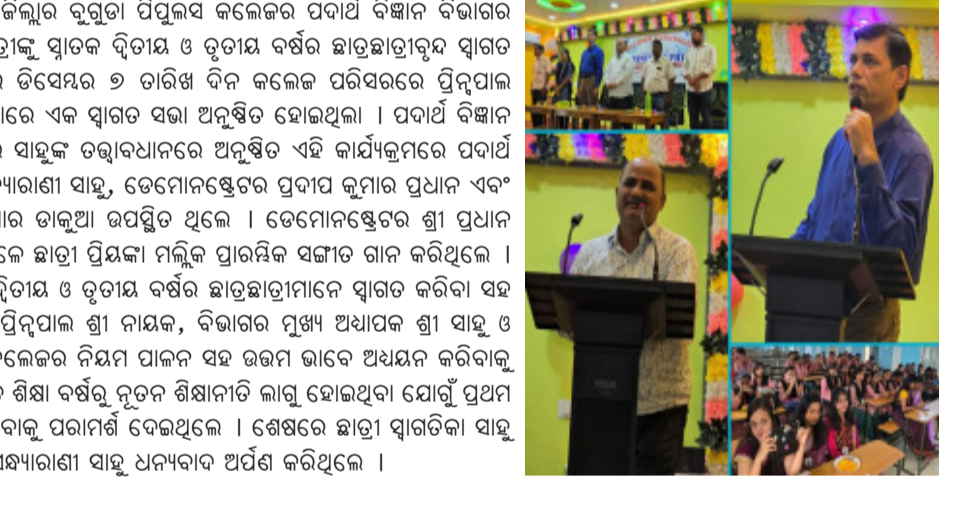 ଜିଲ୍ଲାର ବୁଗୁଡା ପିପୁଲସ କଲେଜର ପଦାର୍ଥ ବିଜ୍ଞାନ ବିଭାଗର
ତ୍ରୀଙ୍କୁ ସ୍ନାତକ ଦ୍ୱିତୀୟ ଓ ତୃତୀୟ ବର୍ଷର ଛାତ୍ରଛାତ୍ରୀବୃନ୍ଦ ସ୍ୱାଗତ
ଡିସେମ୍ବର ୭ ତାରିଖ ଦିନ କଲେଜ ପରିସରରେ ପ୍ରିନ୍ସପାଲ
ାରେ ଏକ ସ୍ୱାଗତ ସଭା ଅନୁଷ୍ଠିତ ହୋଇଥିଲା । ପଦାର୍ଥ ବିଜ୍ଞାନ
ସାହୁଙ୍କ ତତ୍ତ୍ୱାବଧାନରେ ଅନୁଷ୍ଠିତ ଏହି କାର୍ଯ୍ୟକ୍ରମରେ ପଦାର୍ଥ
ଧ୍ୟାରାଣୀ ସାହୁ, ଡେମୋନଷ୍ଟ୍ରେଟର ପ୍ରଦୀପ କୁମାର ପ୍ରଧାନ ଏବଂ
ାର ଡାକୁଆ ଉପସ୍ଥିତ ଥିଲେ । ଡେମୋନଷ୍ଟ୍ରେଟର ଶ୍ରୀ ପ୍ରଧାନ
ଳେ ଛାତ୍ରୀ ପ୍ରିୟଙ୍କା ମଲ୍ଲିକ ପ୍ରାରମ୍ଭିକ ସଙ୍ଗୀତ ଗାନ କରିଥିଲେ ।
ଦ୍ୱିତୀୟ ଓ ତୃତୀୟ ବର୍ଷର ଛାତ୍ରଛାତ୍ରୀମାନେ ସ୍ୱାଗତ କରିବା ସହ
ପ୍ରିନ୍ସପାଲ ଶ୍ରୀ ନାୟକ, ବିଭାଗର ମୁଖ୍ୟ ଅଧ୍ୟାପକ ଶ୍ରୀ ସାହୁ ଓ
ଲେଜର ନିୟମ ପାଳନ ସହ ଉତ୍ତମ ଭାବେ ଅଧ୍ୟୟନ କରିବାକୁ
ଶିକ୍ଷା ବର୍ଷରୁ ନୂତନ ଶିକ୍ଷାନୀତି ଲାଗୁ ହୋଇଥିବା ଯୋଗୁଁ ପ୍ରଥମ
ବାକୁ ପରାମର୍ଶ ଦେଇଥିଲେ । ଶେଷରେ ଛାତ୍ରୀ ସ୍ୱାଗତିକା ସାହୁ
ନ୍ଧ୍ୟାରାଣୀ ସାହୁ ଧନ୍ୟବାଦ ଅର୍ପଣ କରିଥିଲେ ।